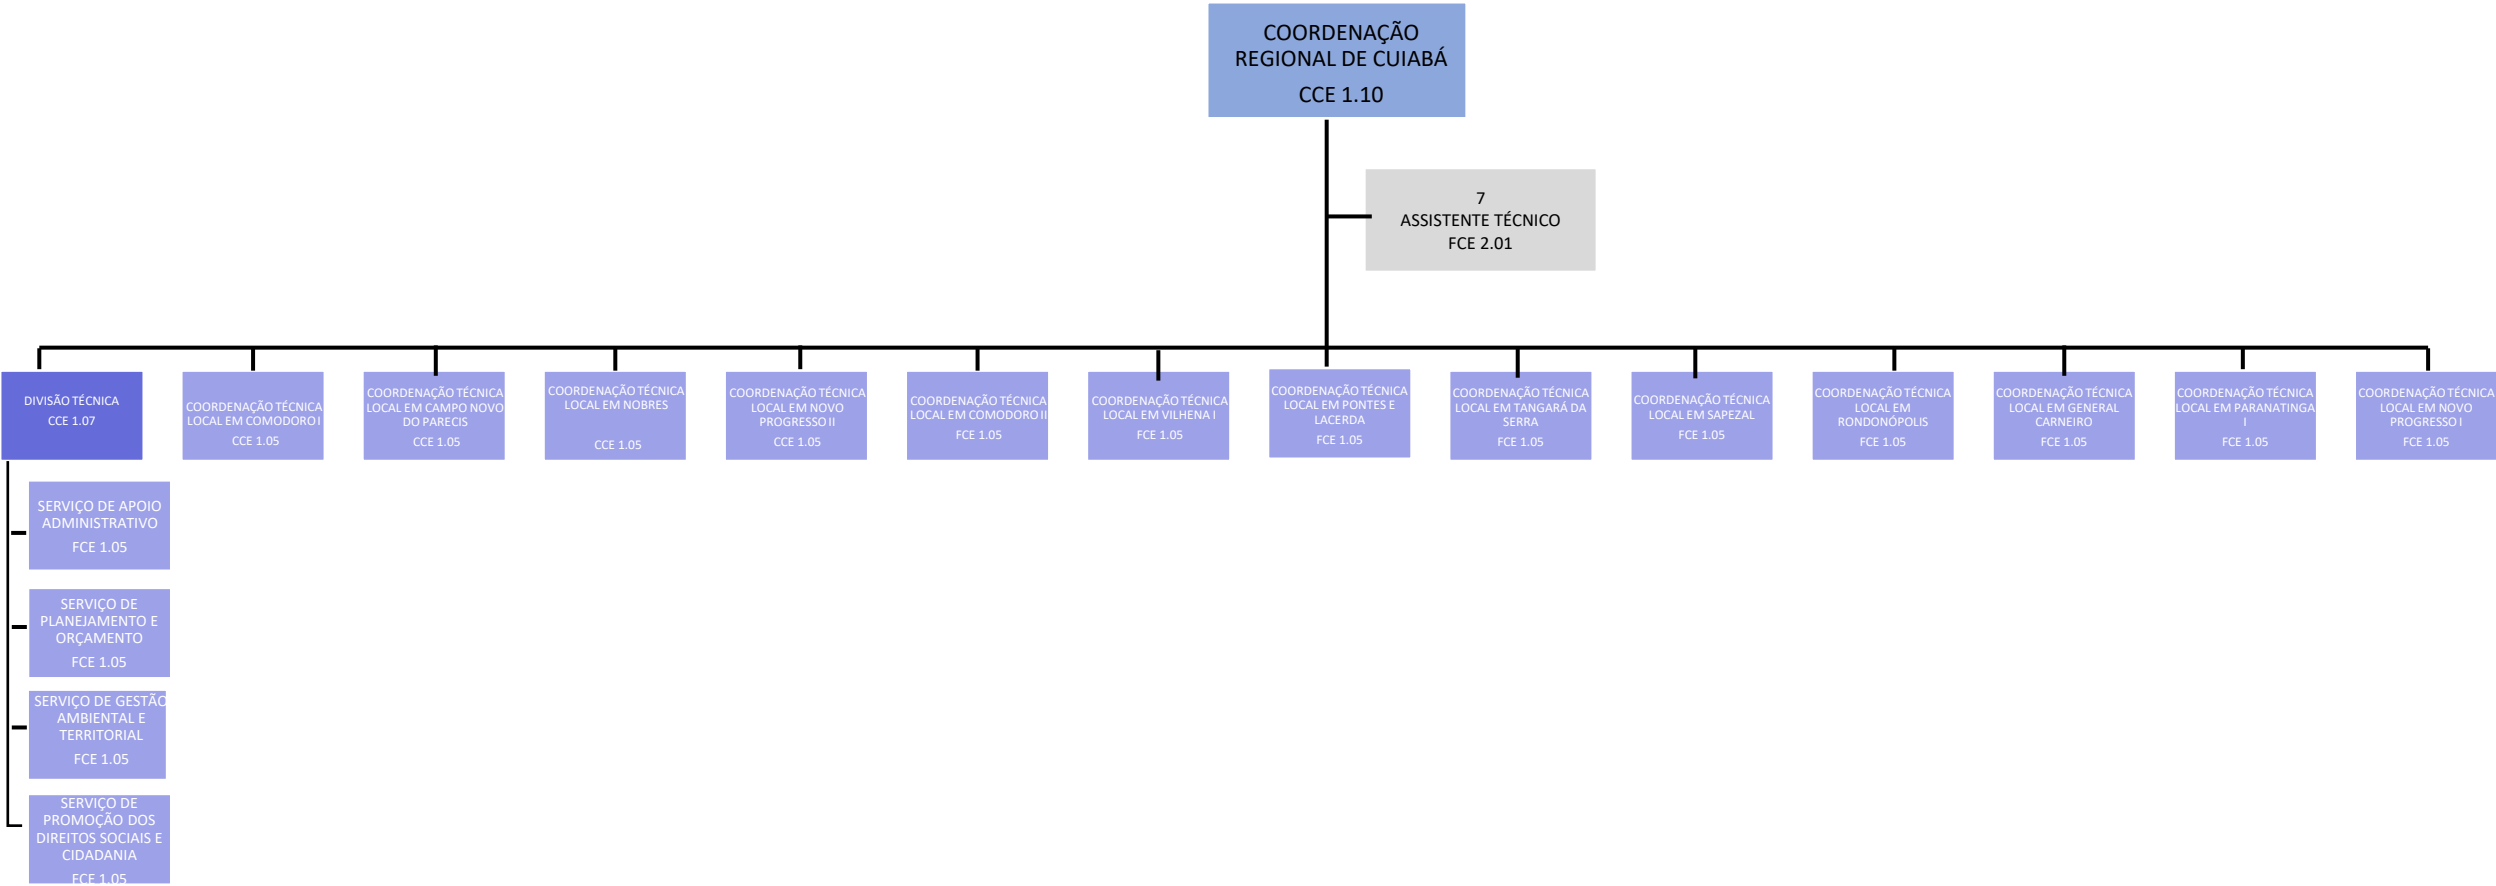 COORDENAÇÃO
REGIONAL DE CUIABÁ
CCE 1.10
7
ASSISTENTE TÉCNICO
FCE 2.01
DIVISÃO TÉCNICA
CCE 1.07
COORDENAÇÃO TÉCNICA
LOCAL EM COMODORO I
CCE 1.05
COORDENAÇÃO TÉCNICA
LOCAL EM CAMPO NOVO
DO PARECIS
CCE 1.05
COORDENAÇÃO TÉCNICA
LOCAL EM NOBRES
CCE 1.05
COORDENAÇÃO TÉCNICA
LOCAL EM NOVO
PROGRESSO II
CCE 1.05
COORDENAÇÃO TÉCNICA
LOCAL EM COMODORO II
FCE 1.05
COORDENAÇÃO TÉCNICA
LOCAL EM VILHENA I
FCE 1.05
COORDENAÇÃO TÉCNICA
LOCAL EM PONTES E
LACERDA
FCE 1.05
COORDENAÇÃO TÉCNICA
LOCAL EM TANGARÁ DA
SERRA
FCE 1.05
COORDENAÇÃO TÉCNICA
LOCAL EM SAPEZAL
FCE 1.05
COORDENAÇÃO TÉCNICA
LOCAL EM
RONDONÓPOLIS
FCE 1.05
COORDENAÇÃO TÉCNICA
LOCAL EM GENERAL
CARNEIRO
FCE 1.05
COORDENAÇÃO TÉCNICA
LOCAL EM PARANATINGA
I
FCE 1.05
COORDENAÇÃO TÉCNICA
LOCAL EM NOVO
PROGRESSO I
FCE 1.05
SERVIÇO DE APOIO
ADMINISTRATIVO
FCE 1.05
SERVIÇO DE
PLANEJAMENTO E
ORÇAMENTO
FCE 1.05
SERVIÇO DE GESTÃO
AMBIENTAL E
TERRITORIAL
FCE 1.05
SERVIÇO DE
PROMOÇÃO DOS
DIREITOS SOCIAIS E
CIDADANIA
FCE 1.05